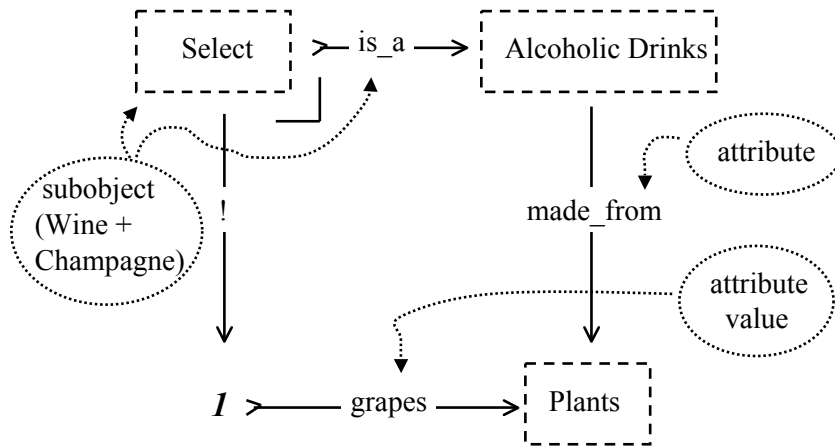 Select
is_a
Alcoholic Drinks
subobject
(Wine +
Champagne)
!
attribute
made_from
attribute
value
1
grapes
Plants